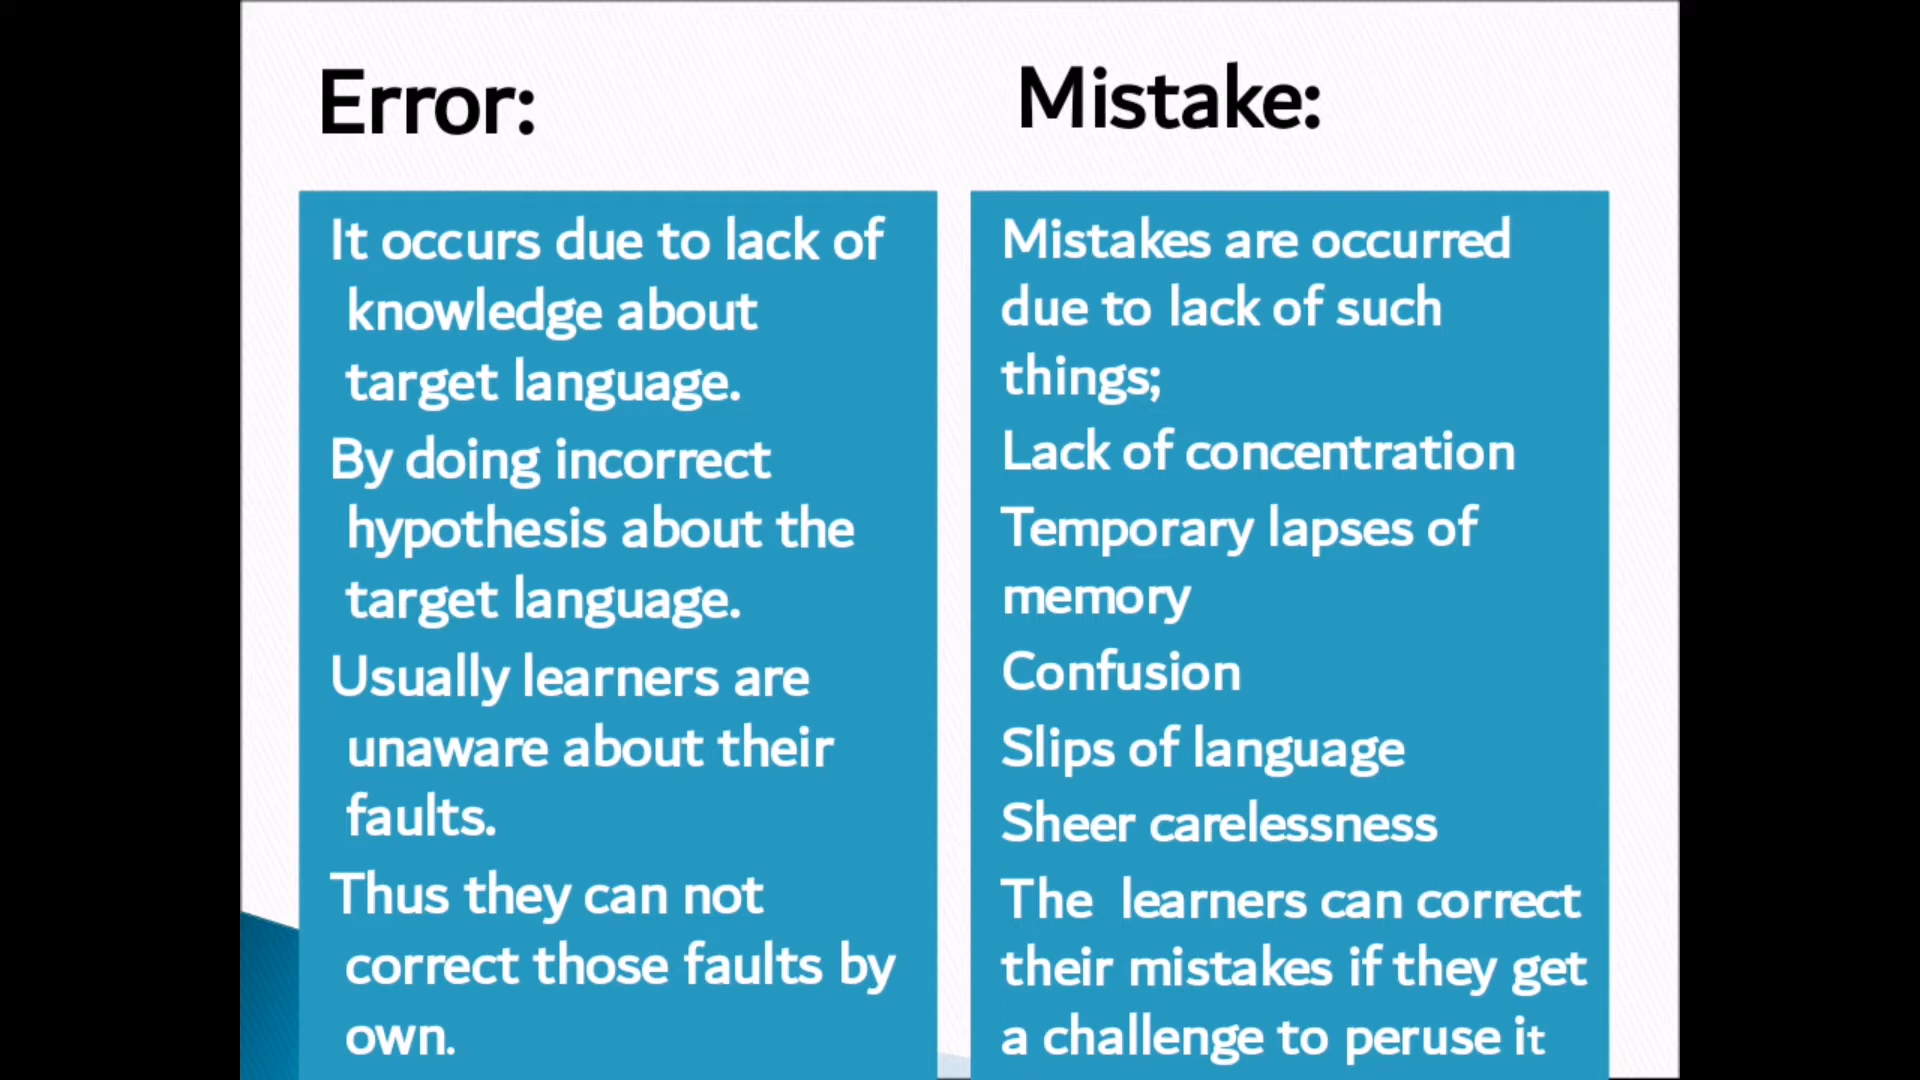 Error:
It occurs due to lack of
knowledge about
target language.
By doing incorrect
hypothesis about the
target language.
Usually learners are
unaware about their
faults.
Thus they can not
correct those faults by
own.
Mistake:
Mistakes are occurred
due to lack of such
things;
Lack of concentration
Temporary lapses of
memory
Confusion
Slips of language
Sheer carelessness
The learners can correct
their mistakes if they get
a challenge to peruse it